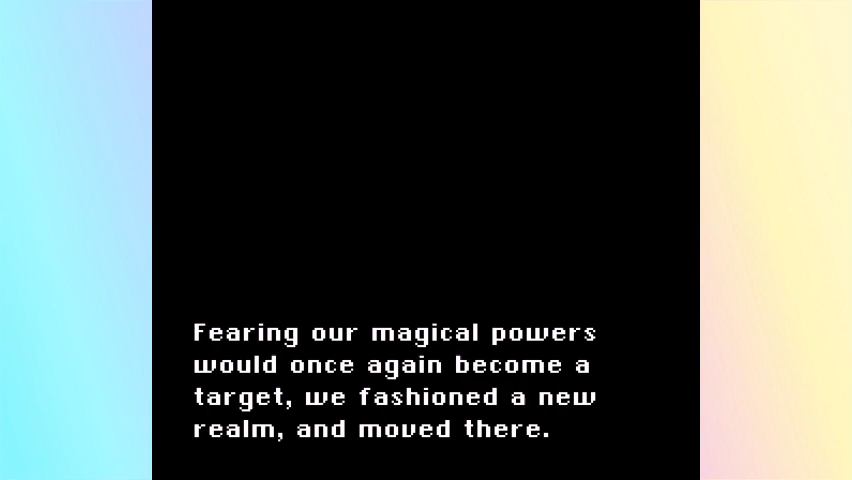 Fearing our magical powers
would once again become a
target, we fashioned a new
realm, and moved there.